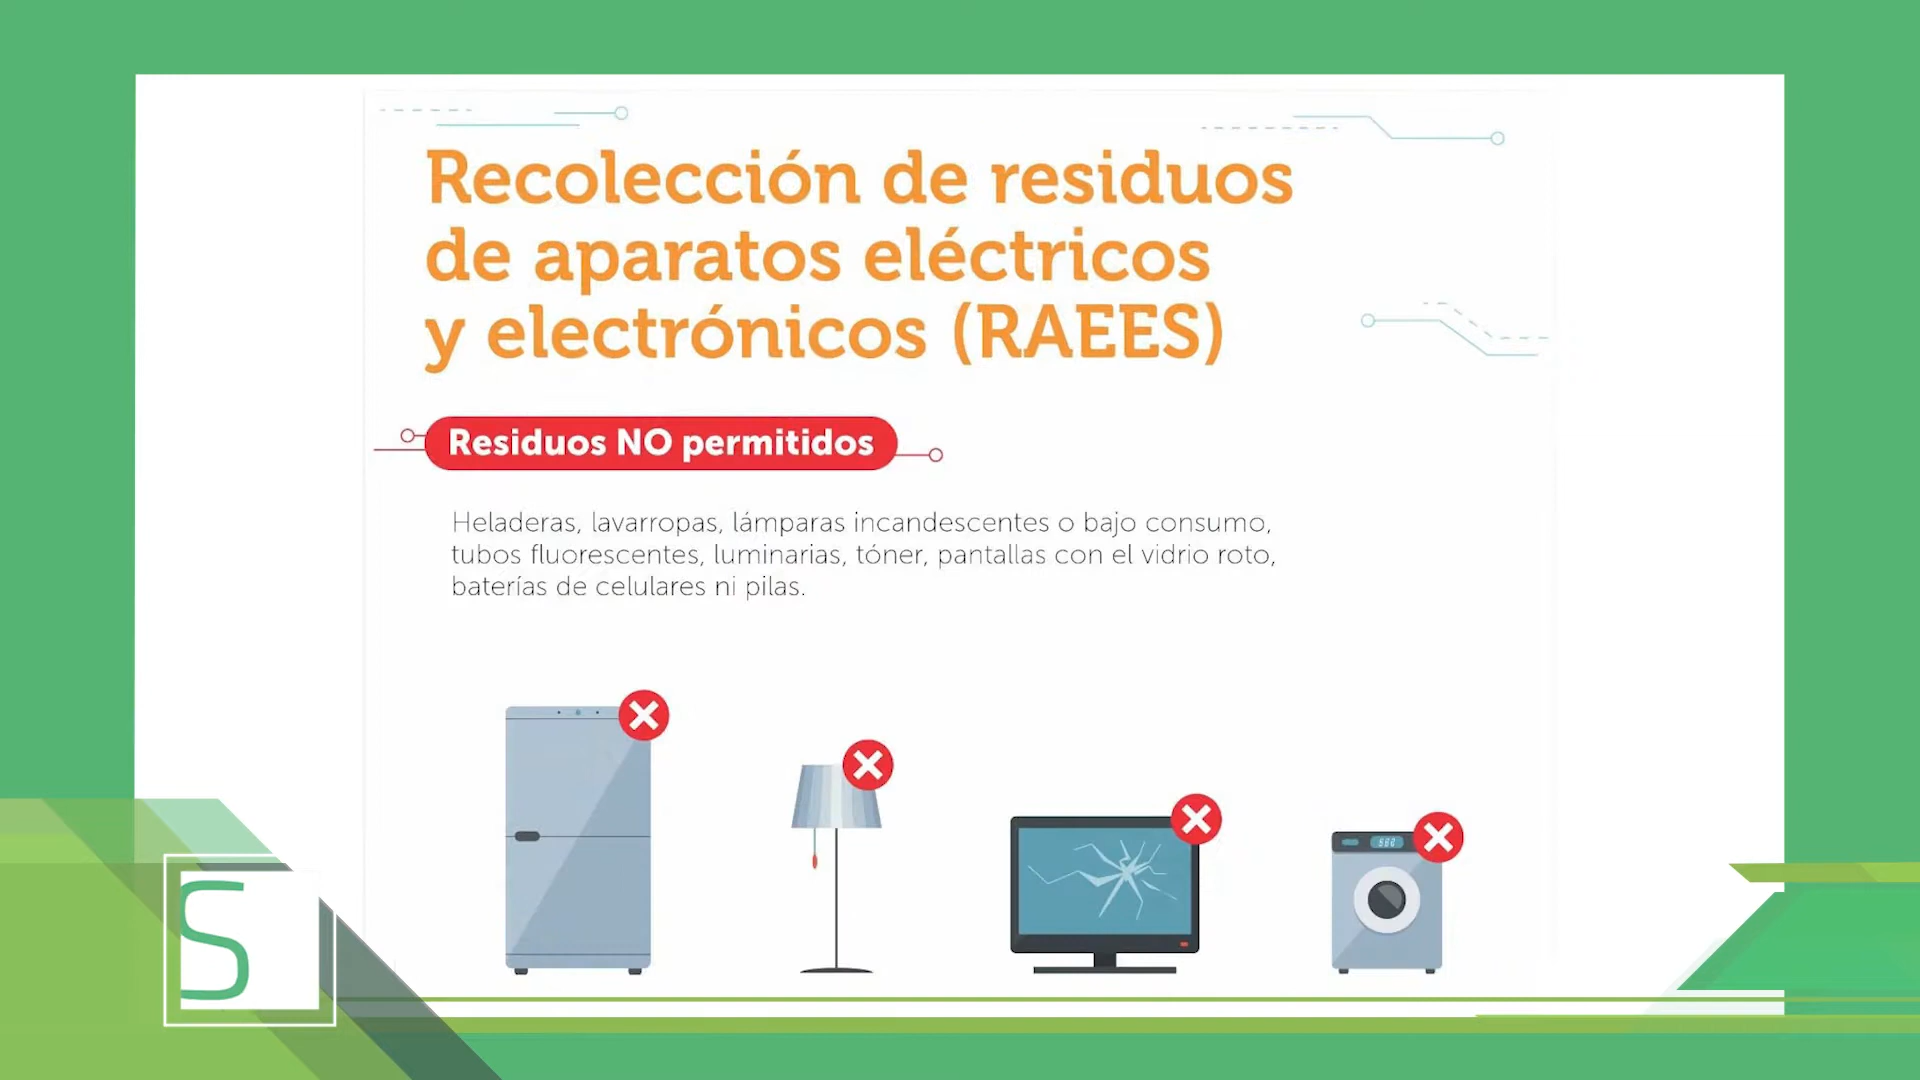 Recolección de residuos
de aparatos eléctricos
y electrónicos (RAEES)
Residuos NO permitidos
Heladeras, lavarropas, lámparas incandescentes o bajo consumo,
tubos fluorescentes, luminarias, tóner, pantallas con el vidrio roto,
baterías de celulares ni pilas.
S